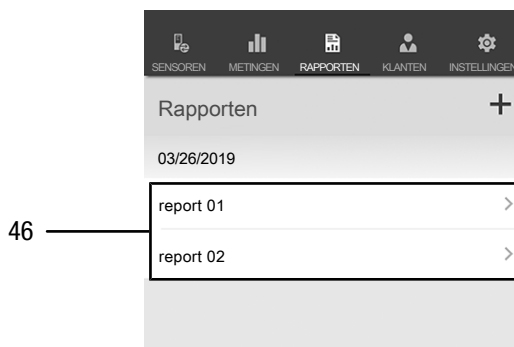 SENSOREN METINGEN RAPPORTEN KLANTEN INSTELLINGEN
Rapporten +
03/26/2019
report 01
46
report 02